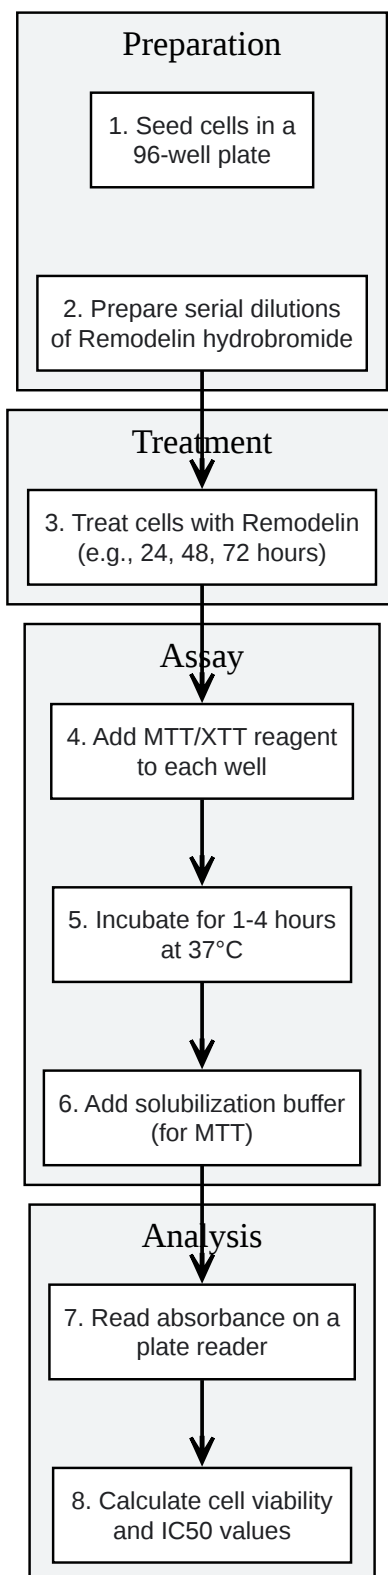 Preparation
1. Seed cells in a
96-well plate
2. Prepare serial dilutions
of Remodelin hydrobromide
Treatment
3. Treat cells with Remodelin
(e.g., 24, 48, 72 hours)
Assay
4. Add MTT/XTT reagent
to each well
5. Incubate for 1-4 hours
at 37°C
6. Add solubilization buffer
(for MTT)
Analysis
7. Read absorbance on a
plate reader
8. Calculate cell viability
and IC50 values